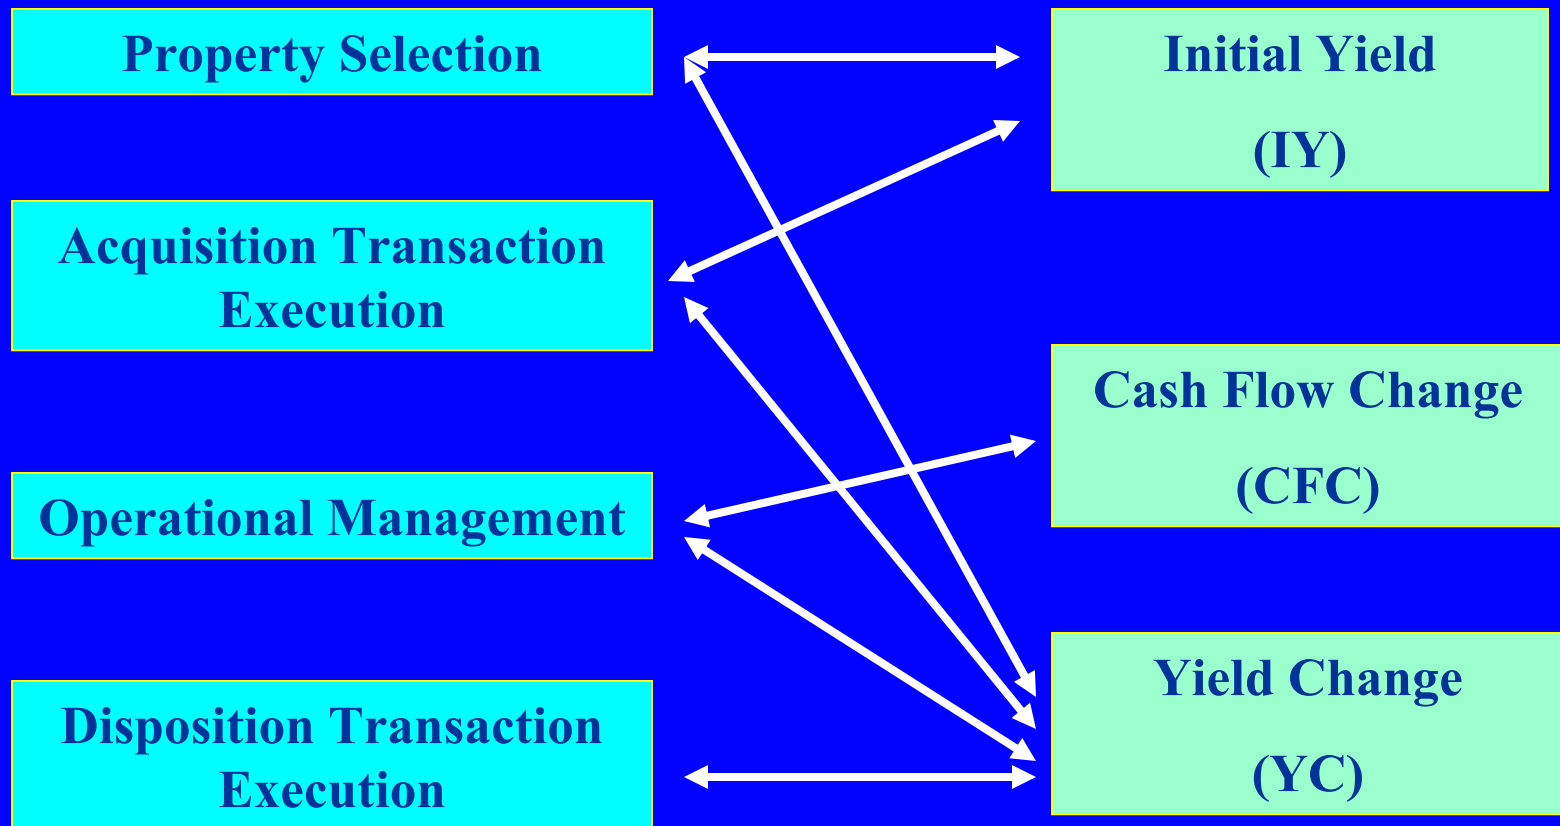 Property Selection
Acquisition Transaction
Execution
Operational Management
Disposition Transaction
Execution
Initial Yield
(IY)
Cash Flow Change
(CFC)
Yield Change
(YC)